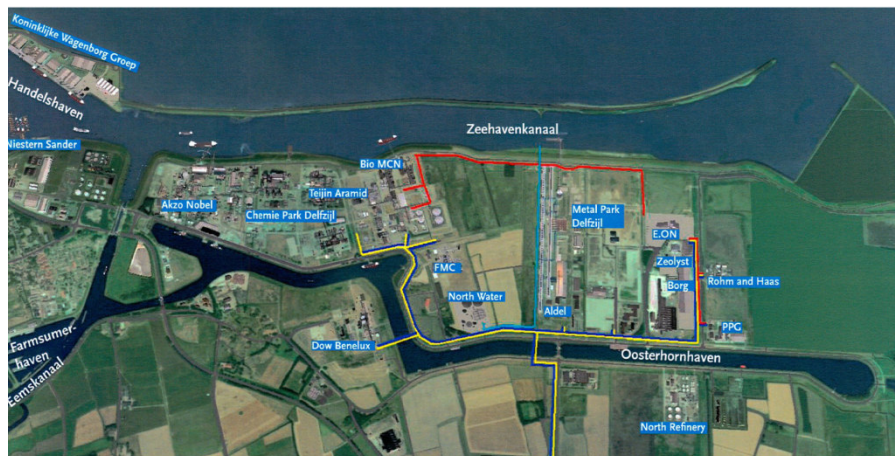 Koninklijke Wagenborg Groep
Handelshaven
Niestern Sander
Zeehavenkanaal
Bio MCN
Teijin Aramid
Akzo Nobel
Chemie Park Delfzijl
Metal Park
Delfzijl
E.ON
FMC
Zeolyst
Borg
Rohm and Haas
North Water
Aldel
PPG
Dow Benelux
Farmsumer-
haven
Eemskanaal
Oosterhornhaven
North Refinery